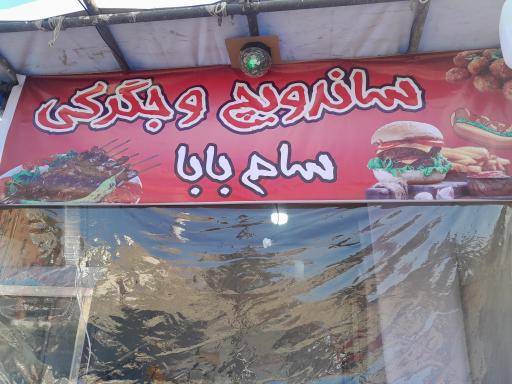 ساندویچ و جگرکی
سام بابا